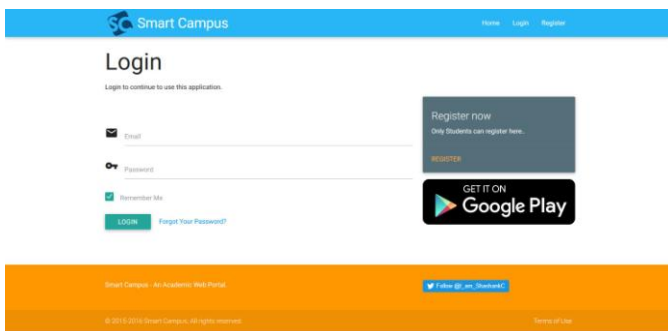 SC Smart Campus
Home Login Register
Login
Login to continue to use this application.
Email
Password
Remember Me
LOGIN Forgot Your Password?
Register now
Only Students can register here.
REGISTER
GET IT ON
Google Play
Smart Campus - An Academic Web Portal.
Follow @I_am_ShashankC
© 2015-2016 Smart Campus, All rights reserved.
Terms of Use